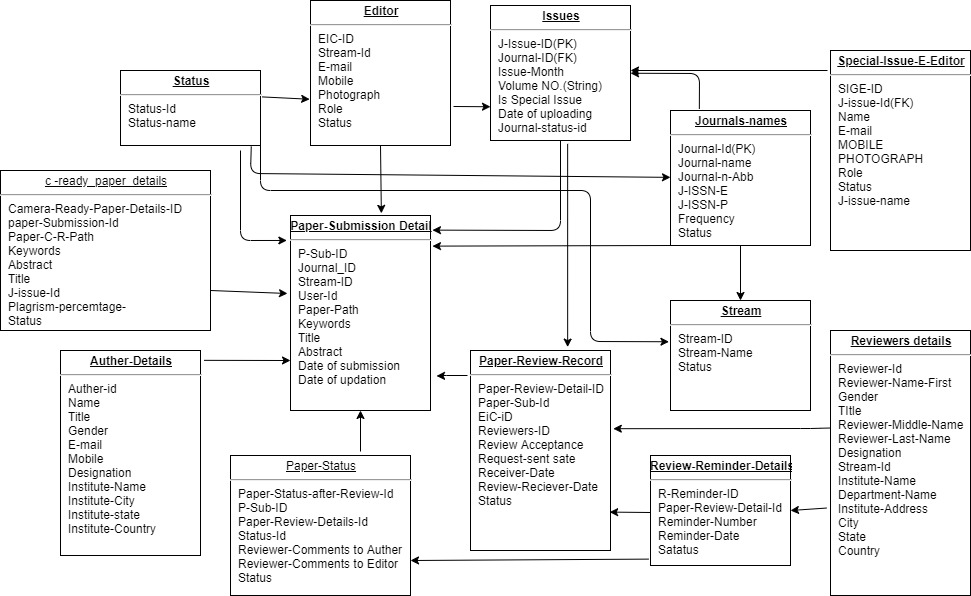 Editor
EIC-ID
Stream-Id
E-mail
Mobile
Photograph
Role
Status
Issues
J-Issue-ID(PK)
Journal-ID(FK)
Issue-Month
Volume NO.(String)
Is Special Issue
Date of uploading
Journal-status-id
Special-Issue-E-Editor
SIGE-ID
J-issue-Id(FK)
Name
E-mail
MOBILE
PHOTOGRAPH
Role
Status
J-issue-name
Status
Status-Id
Status-name
Journals-names
Journal-Id(PK)
Journal-name
Journal-n-Abb
J-ISSN-E
J-ISSN-P
Frequency
Status
c -ready_paper_details
Camera-Ready-Paper-Details-ID
paper-Submission-Id
Paper-C-R-Path
Keywords
Abstract
Title
J-issue-Id
Plagrism-percemtage-
Status
Paper-Submission Detail
P-Sub-ID
Journal_ID
Stream-ID
User-Id
Paper-Path
Keywords
Title
Abstract
Date of submission
Date of updation
Stream
Stream-ID
Stream-Name
Status
Auther-Details
Auther-id
Name
Title
Gender
E-mail
Mobile
Designation
Institute-Name
Institute-City
Institute-state
Institute-Country
Paper-Review-Record
Paper-Review-Detail-ID
Paper-Sub-Id
EiC-iD
Reviewers-ID
Review Acceptance
Request-sent sate
Receiver-Date
Review-Reciever-Date
Status
Reviewers details
Reviewer-Id
Reviewer-Name-First
Gender
TItle
Reviewer-Middle-Name
Reviewer-Last-Name
Designation
Stream-Id
Institute-Name
Department-Name
Institute-Address
City
State
Country
Paper-Status
Paper-Status-after-Review-Id
P-Sub-ID
Paper-Review-Details-Id
Status-Id
Reviewer-Comments to Auther
Reviewer-Comments to Editor
Status
Review-Reminder-Details
R-Reminder-ID
Paper-Review-Detail-Id
Reminder-Number
Reminder-Date
Satatus